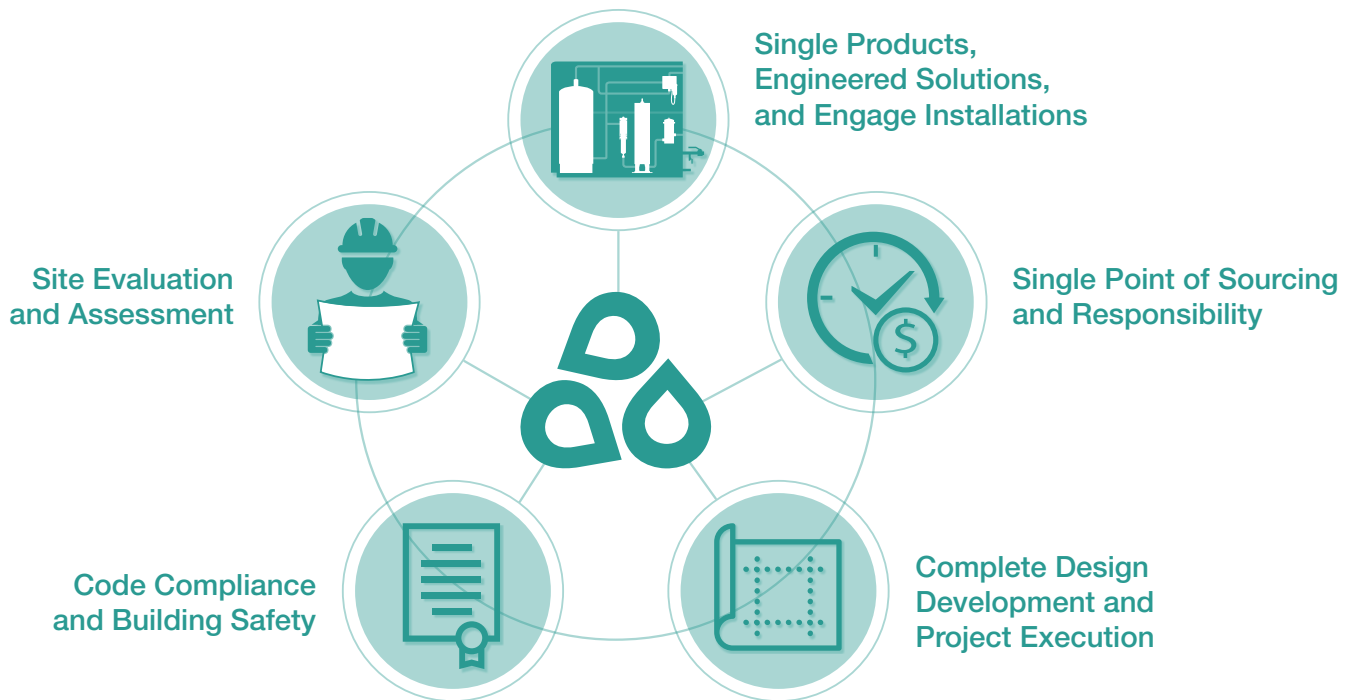 Single Products,
Engineered Solutions,
and Engage Installations
Single Point of Sourcing
and Responsibility
Site Evaluation
and Assessment
$
Complete Design
Development and
Project Execution
Code Compliance
and Building Safety